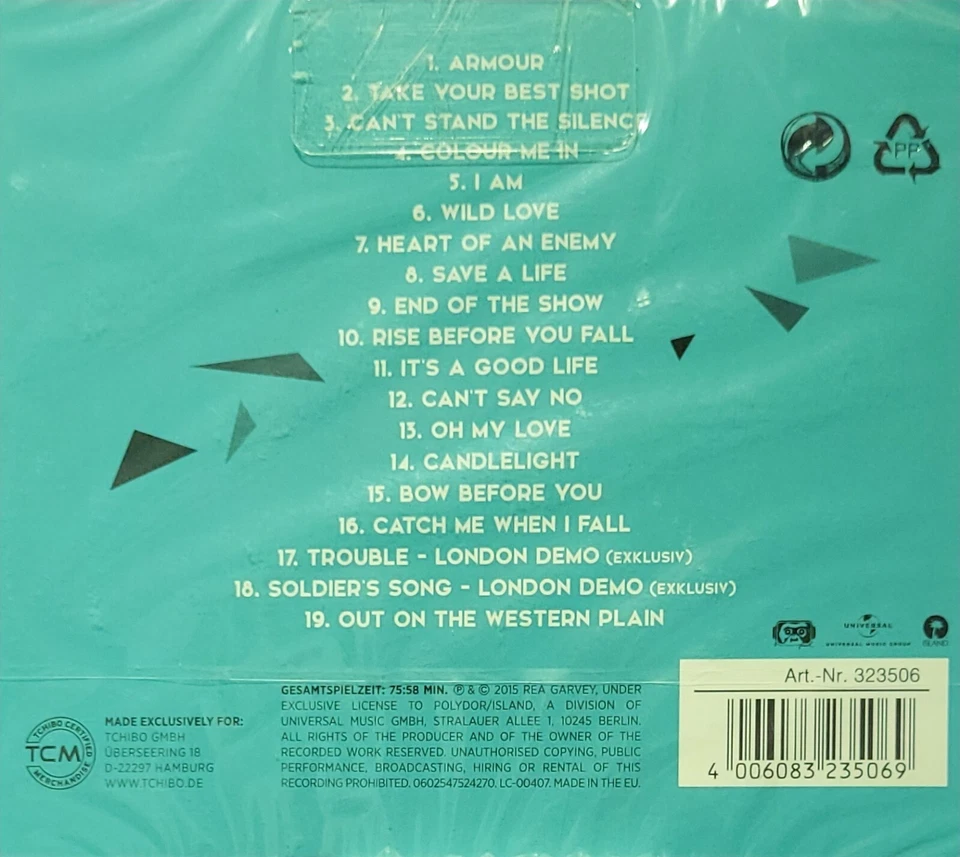 1. ARMOUR
2. TAKE YOUR BEST SHOT
3. CAN'T STAND THE SILENCE
4. COLOUR ME IN
5. I AM
6. WILD LOVE
7. HEART OF AN ENEMY
8. SAVE A LIFE
9. END OF THE SHOW
10. RISE BEFORE YOU FALL
11. IT'S A GOOD LIFE
12. CAN'T SAY NO
13. OH MY LOVE
14. CANDLELIGHT
15. BOW BEFORE YOU
16. CATCH ME WHEN I FALL
17. TROUBLE - LONDON DEMO (EXKLUSIV)
18. SOLDIER'S SONG - LONDON DEMO (EXKLUSIV)
19. OUT ON THE WESTERN PLAIN
PP
UNIVERSAL
UNIVERSAL MUSIC GROUP
ISLAND
TCHIBO CERTIFIED
TCM
MERCHANDISE
MADE EXCLUSIVELY FOR:
TCHIBO GMBH
ÜBERSEERING 18
D-22297 HAMBURG
WWW.TCHIBO.DE
GESAMTSPIELZEIT: 75:58 MIN. ℗ & © 2015 REA GARVEY, UNDER
EXCLUSIVE LICENSE TO POLYDOR/ISLAND, A DIVISION OF
UNIVERSAL MUSIC GMBH, STRALAUER ALLEE 1, 10245 BERLIN.
ALL RIGHTS OF THE PRODUCER AND OF THE OWNER OF THE
RECORDED WORK RESERVED. UNAUTHORISED COPYING, PUBLIC
PERFORMANCE, BROADCASTING, HIRING OR RENTAL OF THIS
RECORDING PROHIBITED. 0602547524270. LC-00407. MADE IN THE EU.
Art.-Nr. 323506
4 006083 235069